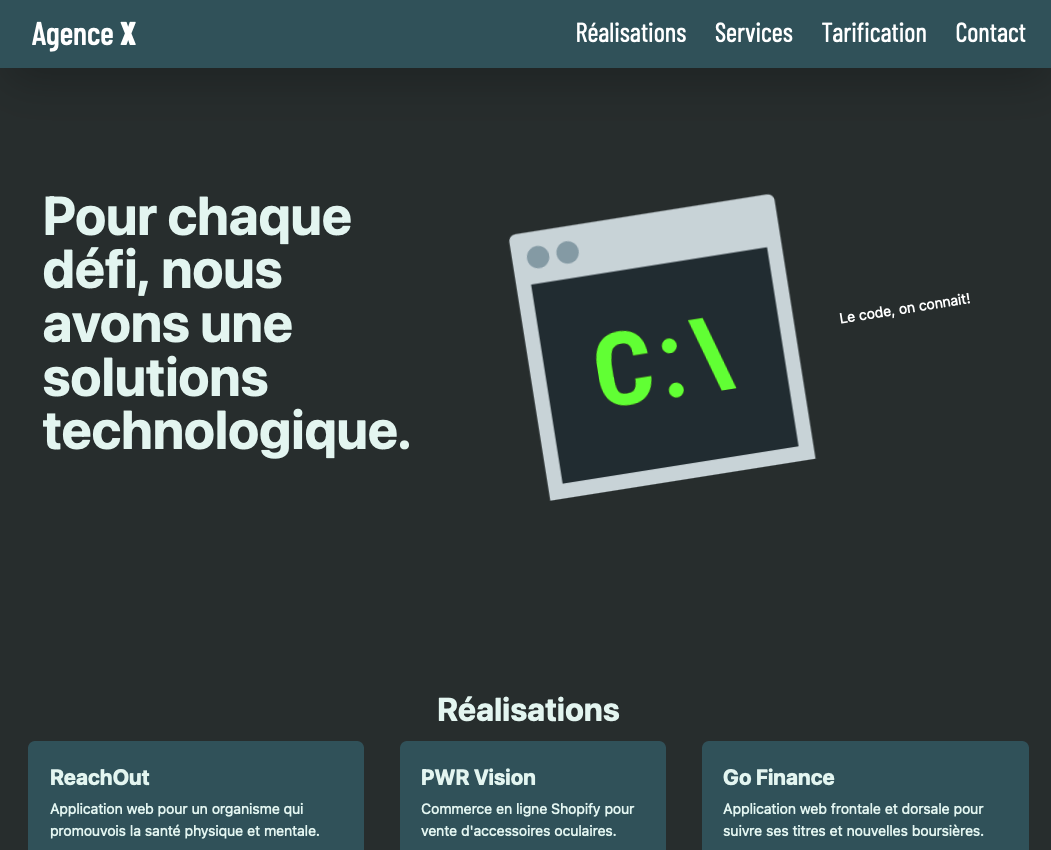 Agence X
Réalisations Services Tarification Contact
Pour chaque
défi, nous
avons une
solutions
technologique.
C:\
Le code, on connait!
Réalisations
ReachOut
Application web pour un organisme qui
promouvois la santé physique et mentale.
PWR Vision
Commerce en ligne Shopify pour
vente d'accessoires oculaires.
Go Finance
Application web frontale et dorsale pour
suivre ses titres et nouvelles boursières.